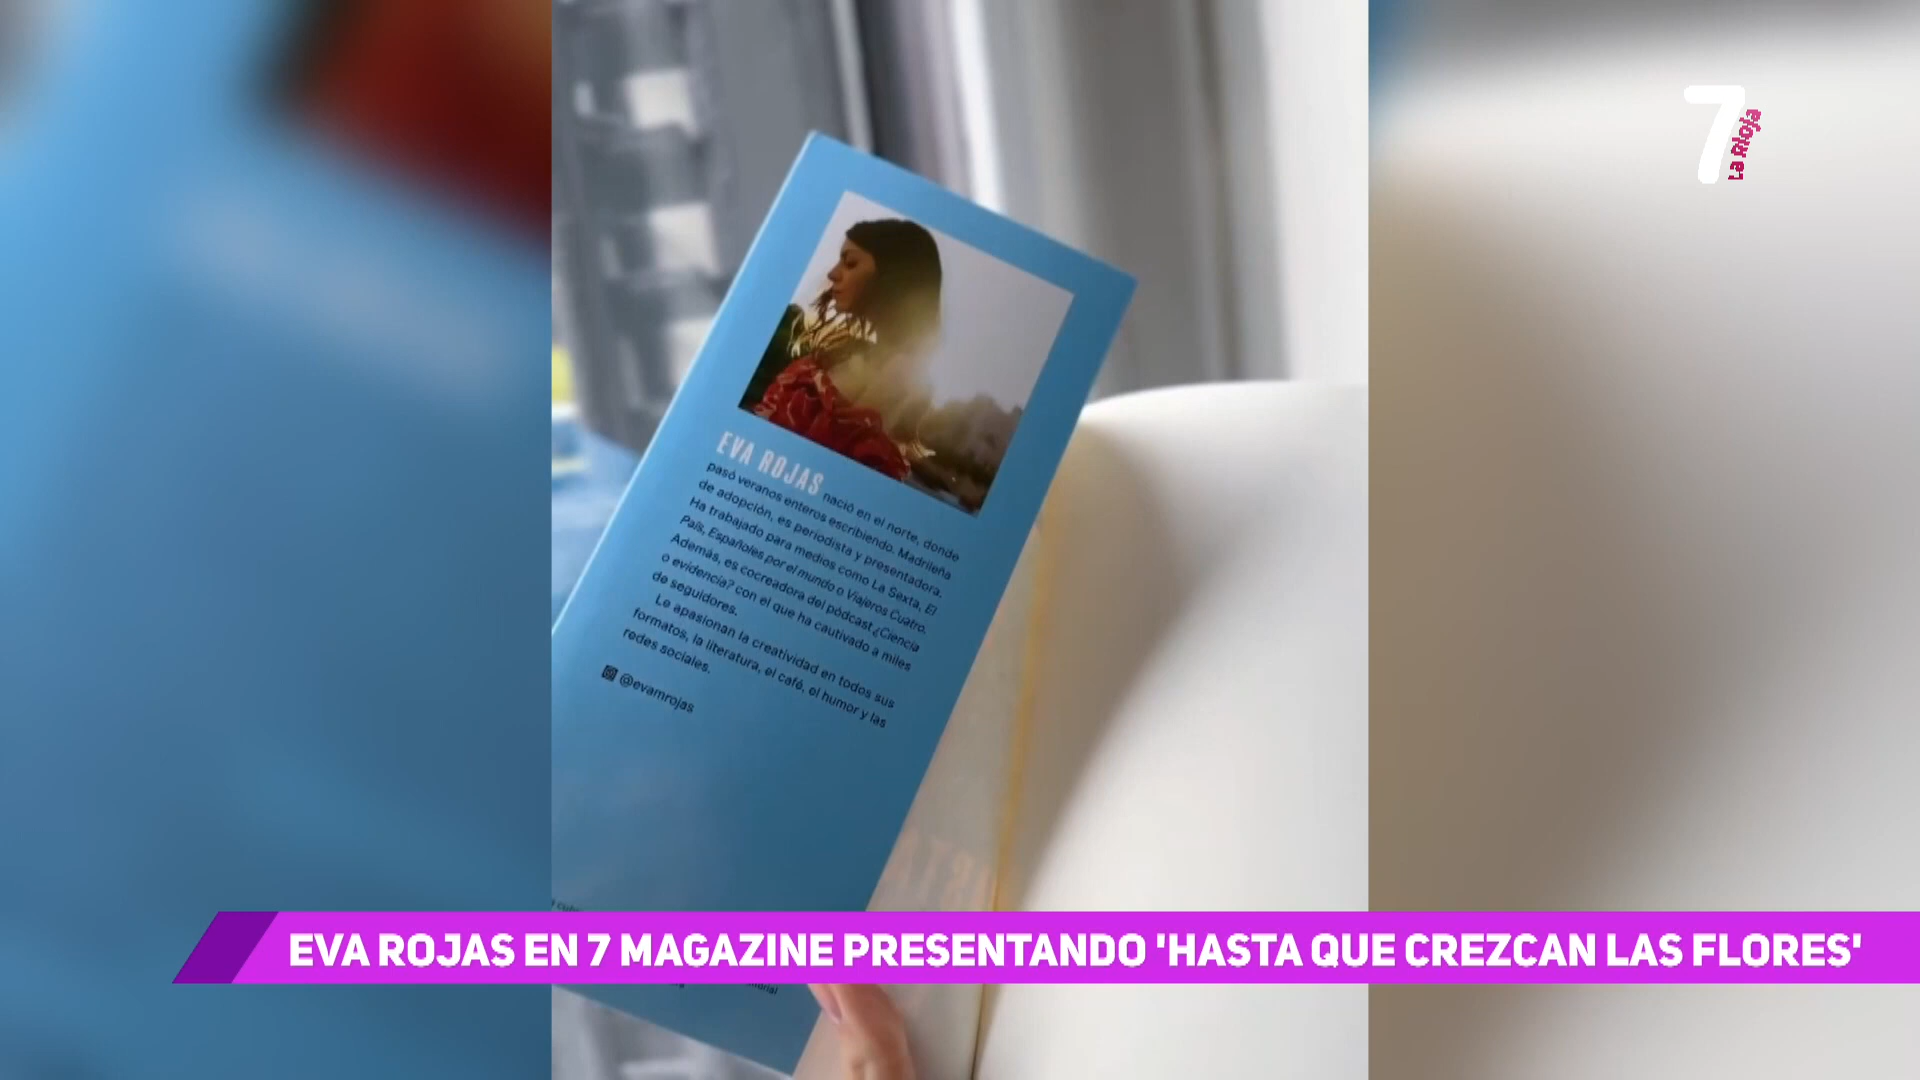 7
La Rioja
EVA ROJAS nació en el norte, donde
pasó veranos enteros escribiendo. Madrileña
de adopción, es periodista y presentadora.
Ha trabajado para medios como La Sexta, El
País, Españoles por el mundo o Viajeros Cuatro.
Además, es cocreadora del pódcast ¿Ciencia
o evidencia? con el que ha cautivado a miles
de seguidores.
Le apasionan la creatividad en todos sus
formatos, la literatura, el café, el humor y las
redes sociales.
@evamrojas
EVA ROJAS EN 7 MAGAZINE PRESENTANDO 'HASTA QUE CREZCAN LAS FLORES'